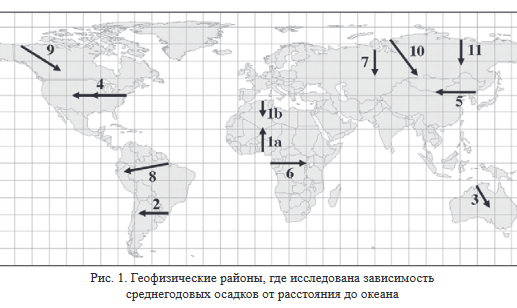 9
4
7
10
11
5
1b
1a
6
8
2
3
Рис. 1. Геофизические районы, где исследована зависимость
среднегодовых осадков от расстояния до океана